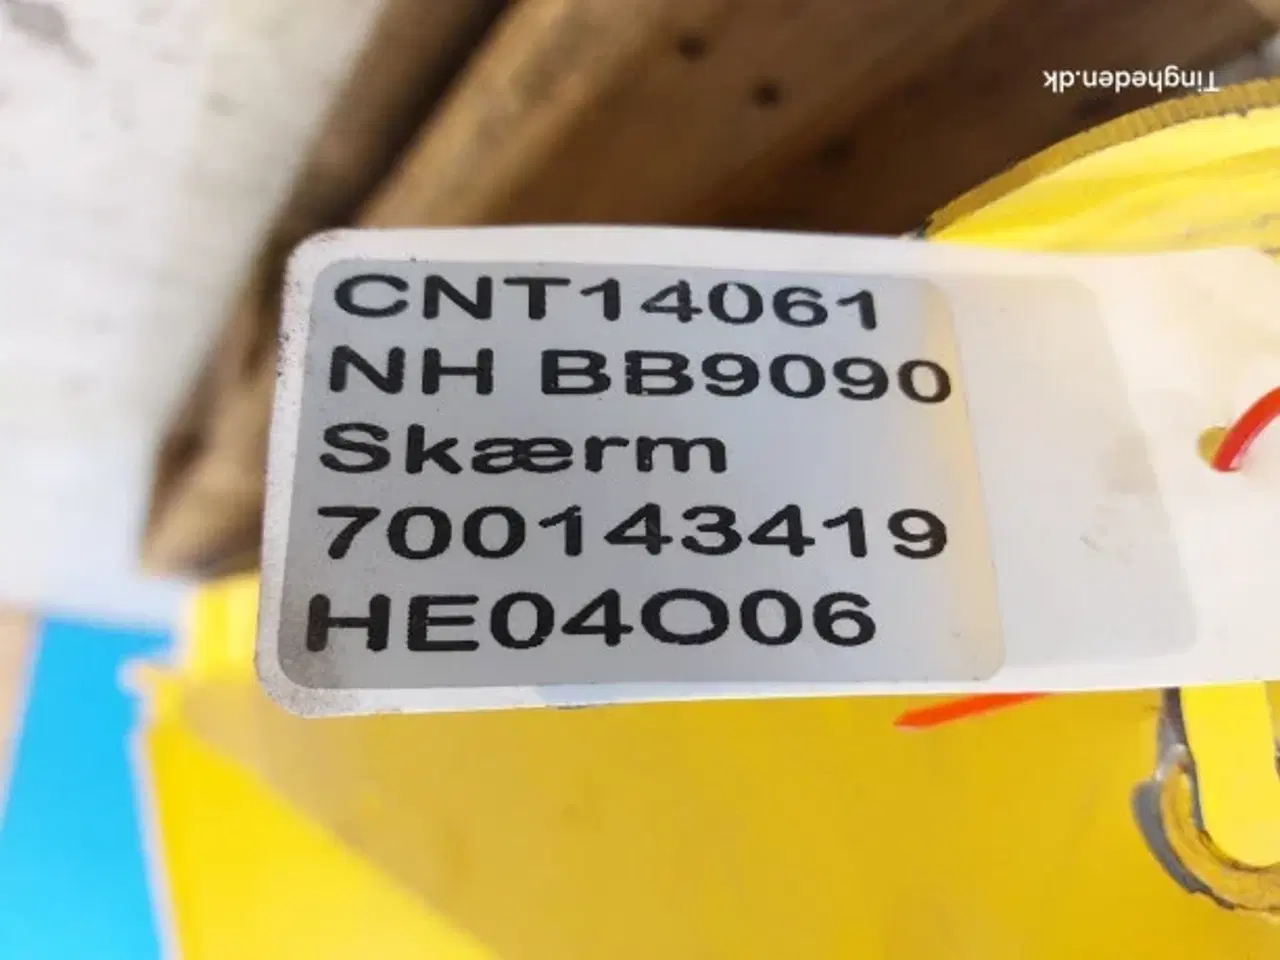 Tingheden.dk
CNT14061
NH BB9090
Skærm
700143419
HE04O06